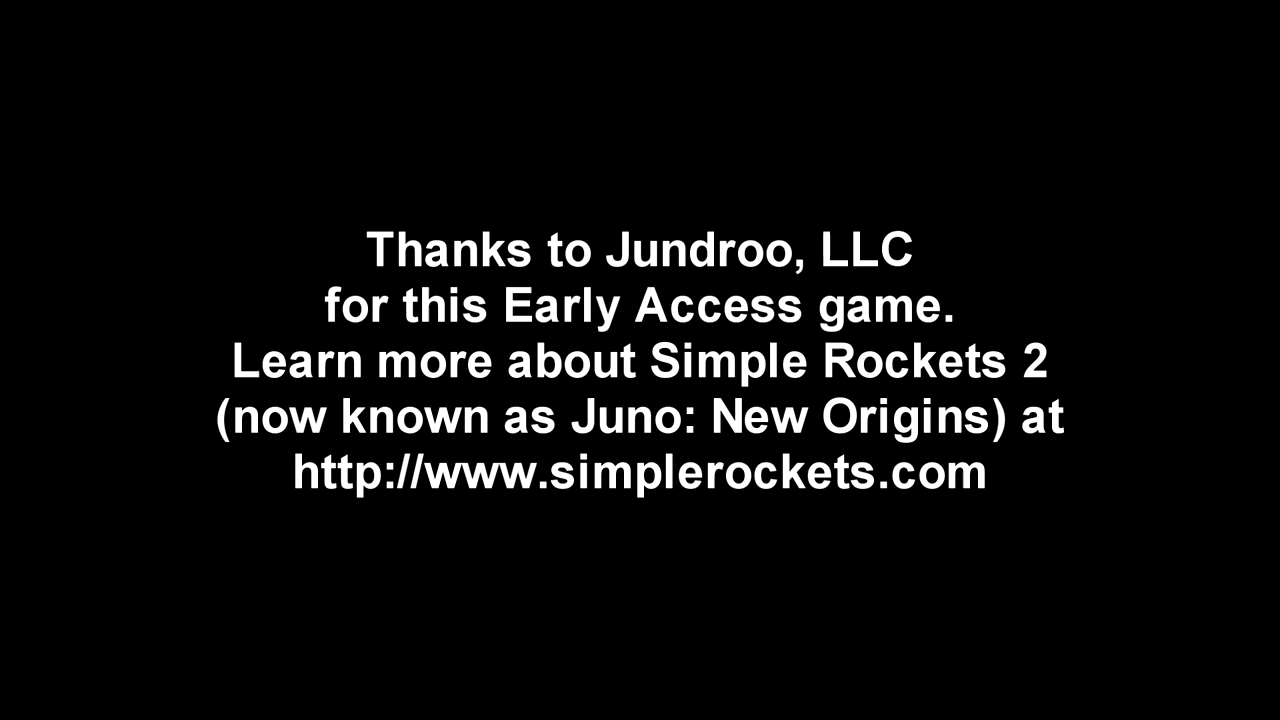 Thanks to Jundroo, LLC
for this Early Access game.
Learn more about Simple Rockets 2
(now known as Juno: New Origins) at
http://www.simplerockets.com